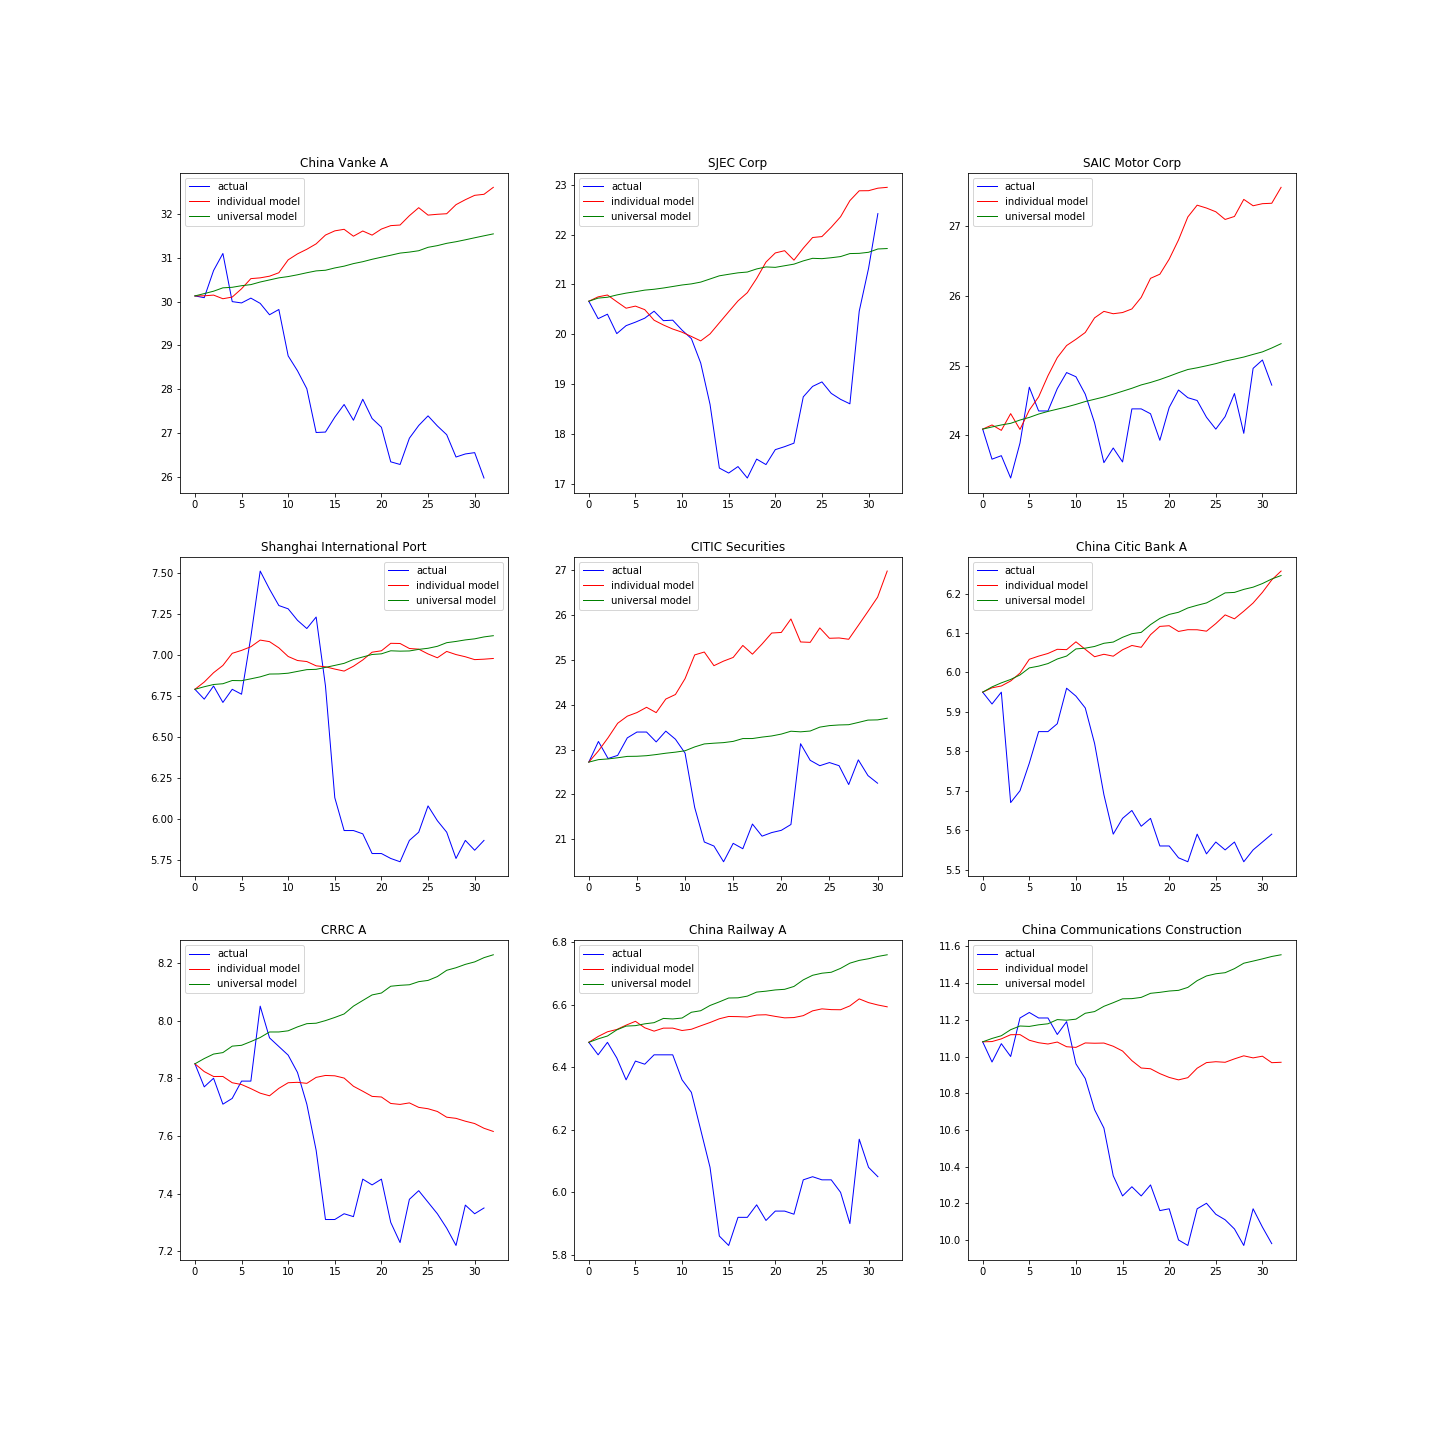 China Vanke A
actual
individual model
universal model
32
31
30
29
28
27
26
0 5 10 15 20 25 30
SJEC Corp
actual
individual model
universal model
23
22
21
20
19
18
17
0 5 10 15 20 25 30
SAIC Motor Corp
actual
individual model
universal model
27
26
25
24
0 5 10 15 20 25 30
Shanghai International Port
actual
individual model
universal model
7.50
7.25
7.00
6.75
6.50
6.25
6.00
5.75
0 5 10 15 20 25 30
CITIC Securities
actual
individual model
universal model
27
26
25
24
23
22
21
0 5 10 15 20 25 30
China Citic Bank A
actual
individual model
universal model
6.2
6.1
6.0
5.9
5.8
5.7
5.6
5.5
0 5 10 15 20 25 30
CRRC A
actual
individual model
universal model
8.2
8.0
7.8
7.6
7.4
7.2
0 5 10 15 20 25 30
China Railway A
actual
individual model
universal model
6.8
6.6
6.4
6.2
6.0
5.8
0 5 10 15 20 25 30
China Communications Construction
actual
individual model
universal model
11.6
11.4
11.2
11.0
10.8
10.6
10.4
10.2
10.0
0 5 10 15 20 25 30